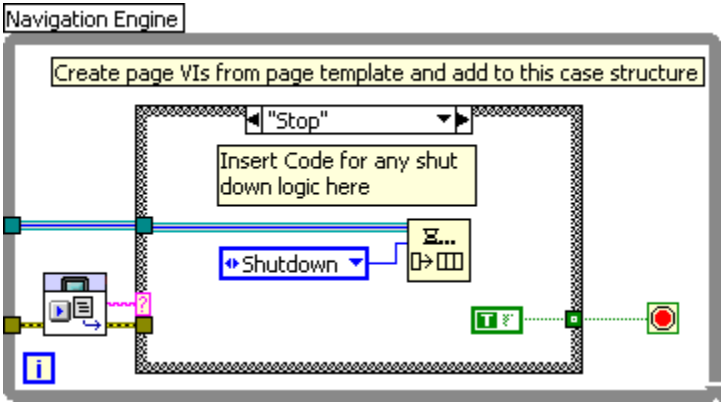 Navigation Engine
Create page VIs from page template and add to this case structure
"Stop"
Insert Code for any shut
down logic here
Shutdown
?
T
i